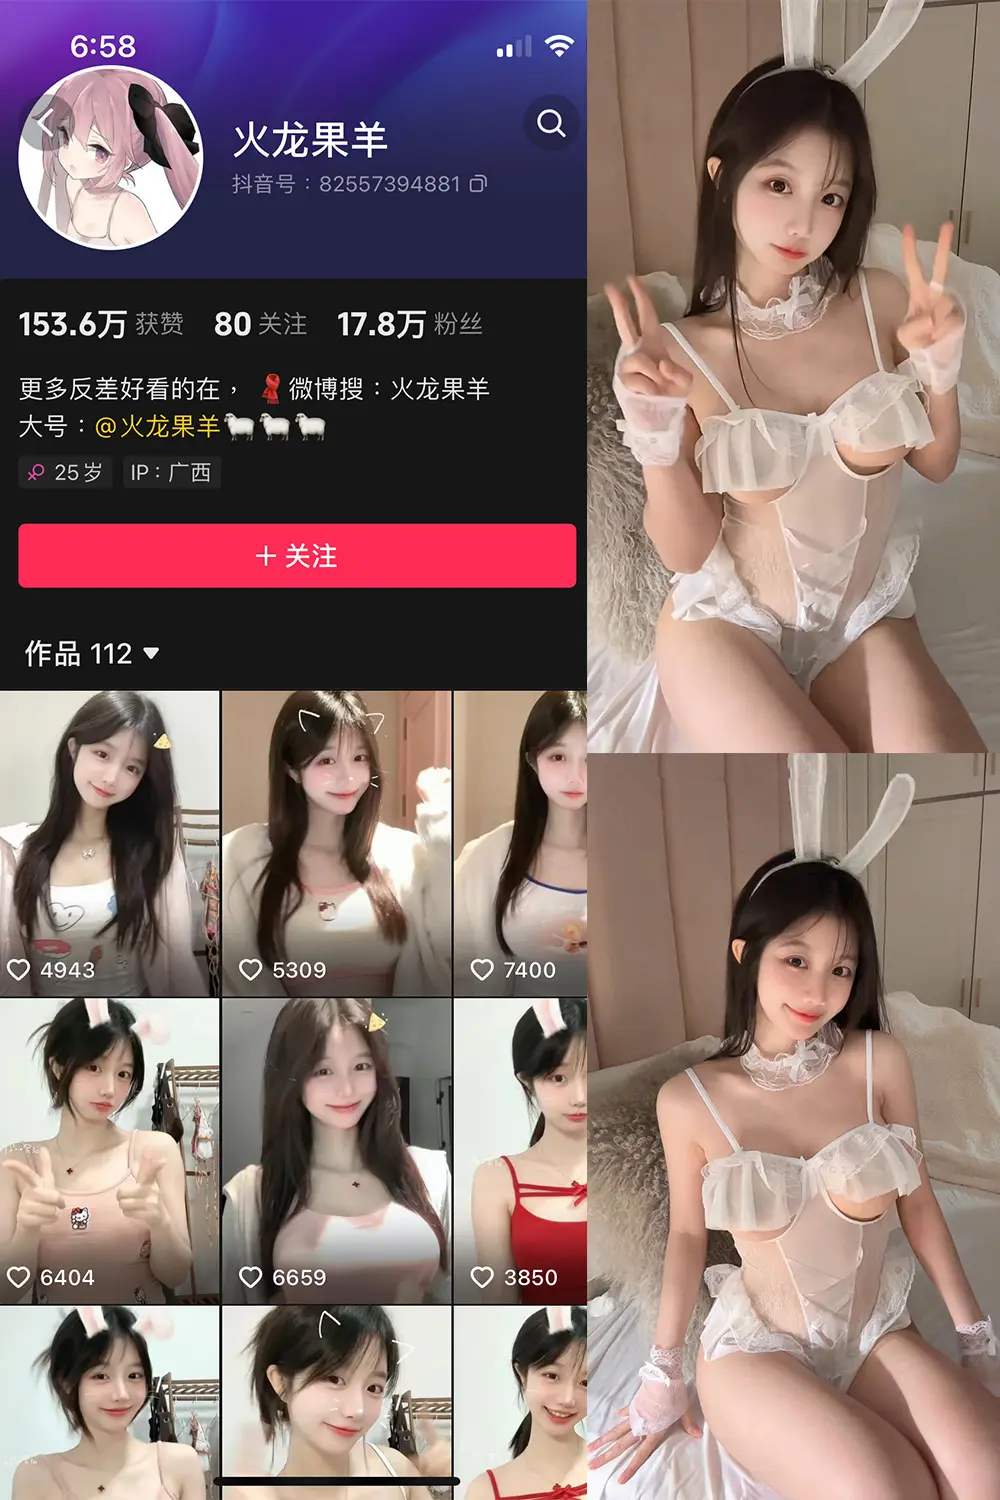 6:58
火龙果羊
抖音号：82557394881
153.6万 获赞 80 关注 17.8万 粉丝
更多反差好看的在， 🧣微博搜：火龙果羊
大号：@火龙果羊🐑🐑🐑
25岁 IP：广西
+ 关注
作品 112
4943 5309 7400
6404 6659 3850